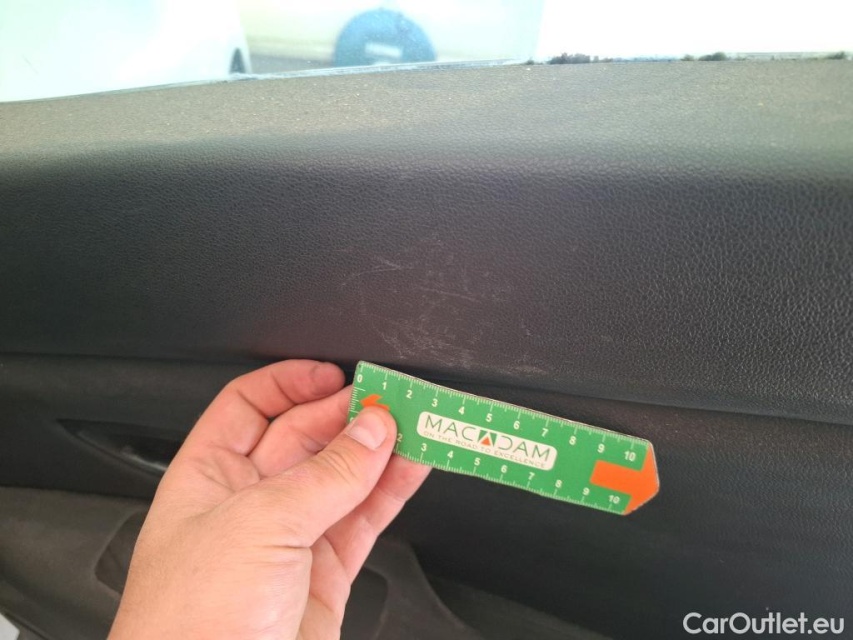 0 1 2 3 4 5 6 7 8 9 10
MACADAM
ON THE ROAD TO EXCELLENCE
2 3 4 5 6 7 8 9 10
CarOutlet.eu